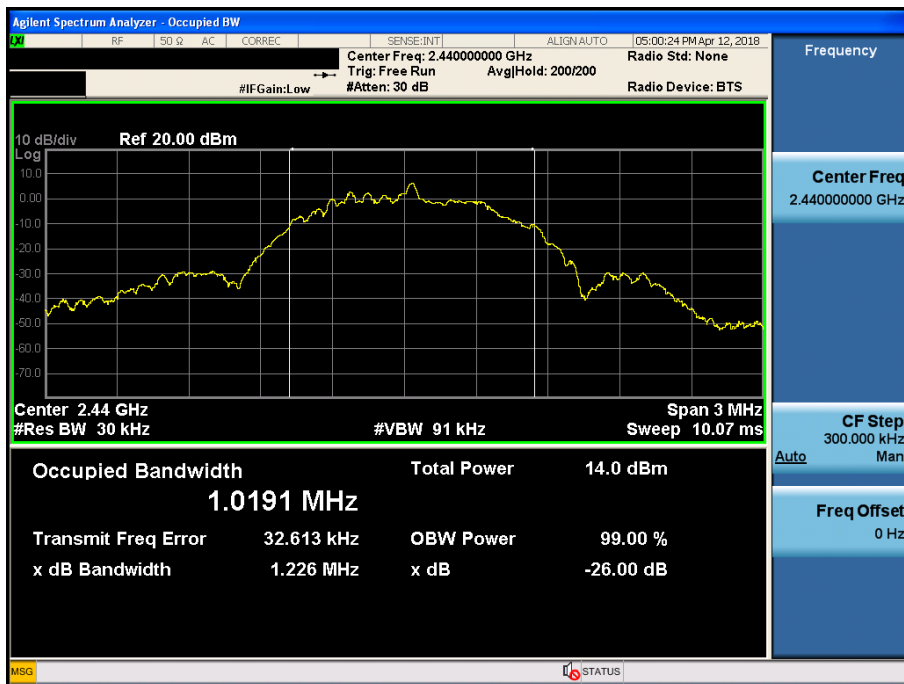 Agilent Spectrum Analyzer - Occupied BW
LXI RF 50 Ω AC CORREC SENSE:INT ALIGN AUTO 05:00:24 PM Apr 12, 2018
Center Freq: 2.440000000 GHz Radio Std: None
Trig: Free Run Avg|Hold: 200/200
#IFGain:Low #Atten: 30 dB Radio Device: BTS
10 dB/div Ref 20.00 dBm
Log
10.0
0.00
-10.0
-20.0
-30.0
-40.0
-50.0
-60.0
-70.0
Center 2.44 GHz Span 3 MHz
#Res BW 30 kHz #VBW 91 kHz Sweep 10.07 ms
Occupied Bandwidth Total Power 14.0 dBm
1.0191 MHz
Transmit Freq Error 32.613 kHz OBW Power 99.00 %
x dB Bandwidth 1.226 MHz x dB -26.00 dB
MSG STATUS
Frequency
Center Freq
2.440000000 GHz
CF Step
300.000 kHz
Auto Man
Freq Offset
0 Hz